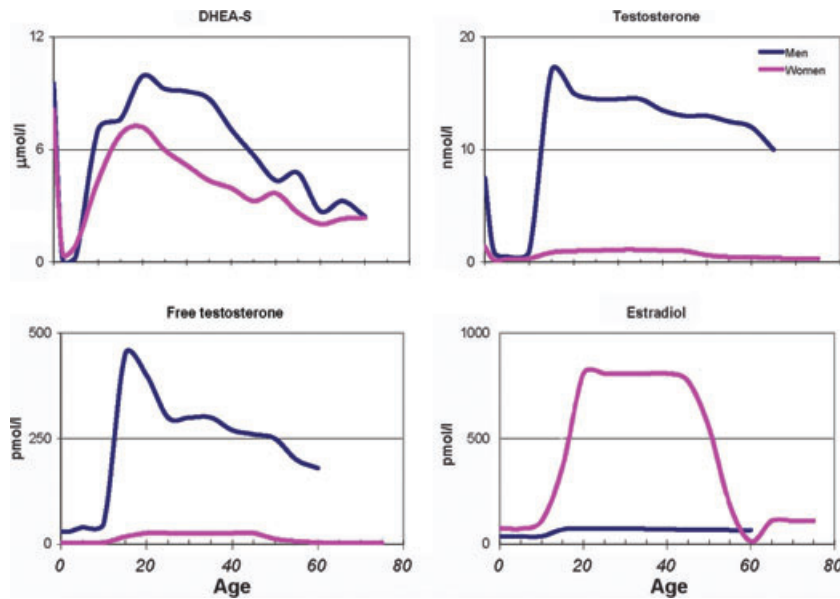 DHEA-S
12
6
0
μmol/l
Testosterone
20
10
0
nmol/l
Men
Women
Free testosterone
500
250
0
pmol/l
0 20 40 60 80
Age
Estradiol
1000
500
0
pmol/l
0 20 40 60 80
Age